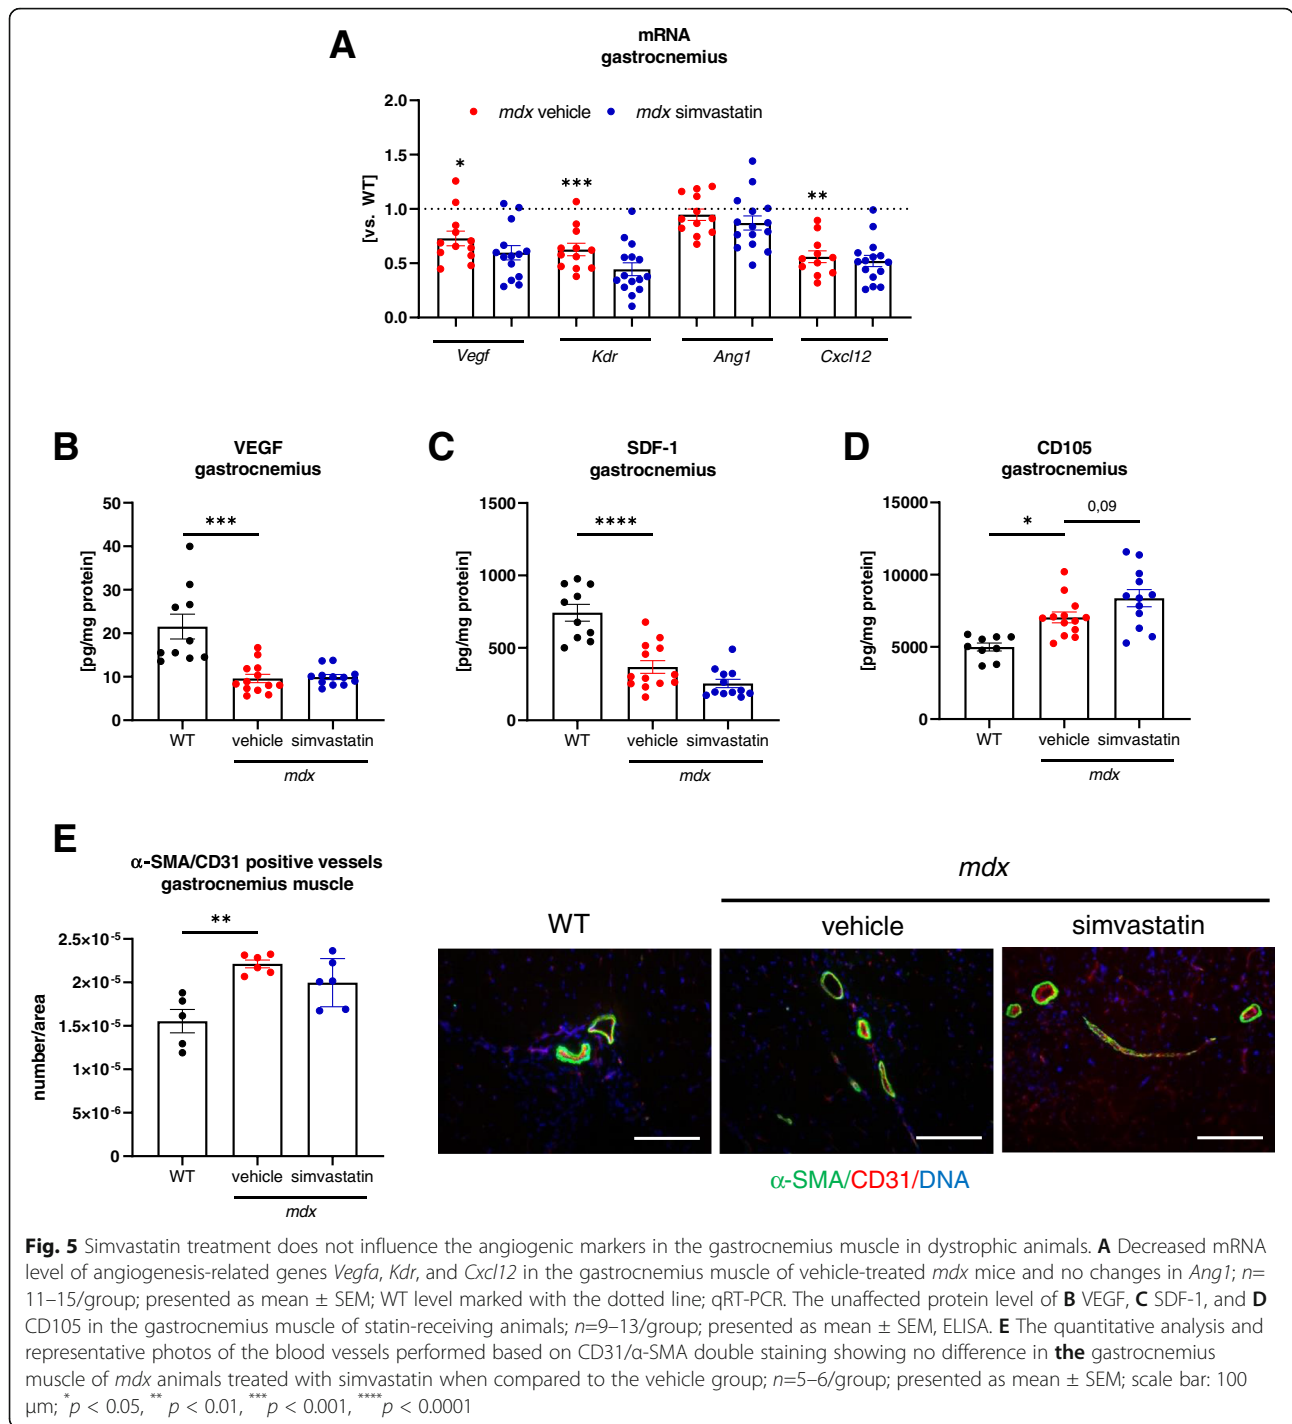 A
mRNA
gastrocnemius
2.0
1.5
1.0
0.5
0.0
[vs. WT]
mdx vehicle
mdx simvastatin
*
***
**
Vegf
Kdr
Ang1
Cxcl12
B
VEGF
gastrocnemius
50
40
30
20
10
0
[pg/mg protein]
***
WT
vehicle
simvastatin
mdx
C
SDF-1
gastrocnemius
1500
1000
500
0
[pg/mg protein]
****
WT
vehicle
simvastatin
mdx
D
CD105
gastrocnemius
15000
10000
5000
0
[pg/mg protein]
*
0,09
WT
vehicle
simvastatin
mdx
E
α-SMA/CD31 positive vessels
gastrocnemius muscle
2.5×10⁻⁵
2×10⁻⁵
1.5×10⁻⁵
1×10⁻⁵
5×10⁻⁶
0
number/area
**
WT
vehicle
simvastatin
mdx
mdx
WT
vehicle
simvastatin
α-SMA/CD31/DNA
Fig. 5 Simvastatin treatment does not influence the angiogenic markers in the gastrocnemius muscle in dystrophic animals. A Decreased mRNA
level of angiogenesis-related genes Vegfa, Kdr, and Cxcl12 in the gastrocnemius muscle of vehicle-treated mdx mice and no changes in Ang1; n=
11–15/group; presented as mean ± SEM; WT level marked with the dotted line; qRT-PCR. The unaffected protein level of B VEGF, C SDF-1, and D
CD105 in the gastrocnemius muscle of statin-receiving animals; n=9–13/group; presented as mean ± SEM, ELISA. E The quantitative analysis and
representative photos of the blood vessels performed based on CD31/α-SMA double staining showing no difference in the gastrocnemius
muscle of mdx animals treated with simvastatin when compared to the vehicle group; n=5–6/group; presented as mean ± SEM; scale bar: 100
μm; *p < 0.05, **p < 0.01, ***p < 0.001, ****p < 0.0001